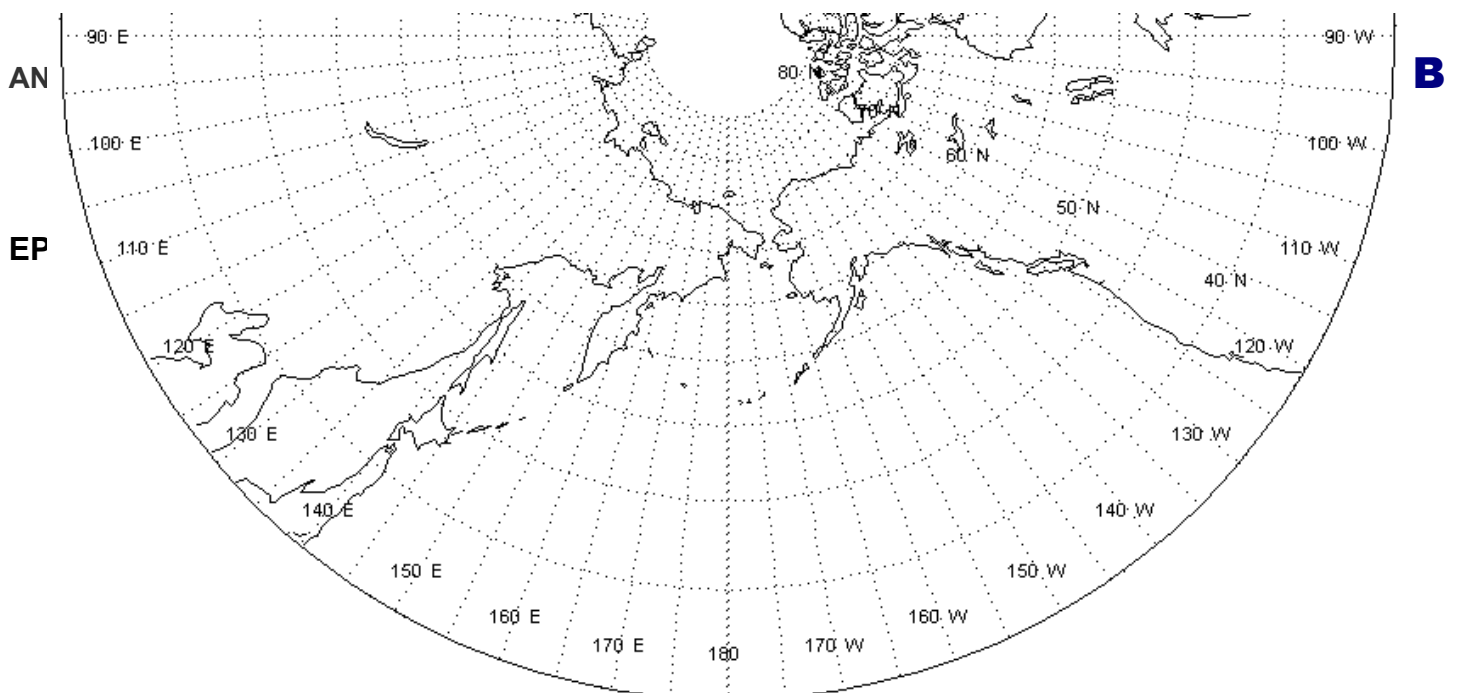 90 E 90 W
AN 80 N B
70 N
100 E 60 N 100 W
50 N
EP 110 E 110 W
40 N
120 E 120 W
130 E 130 W
140 E 140 W
150 E 150 W
160 E 160 W
170 E 180 170 W